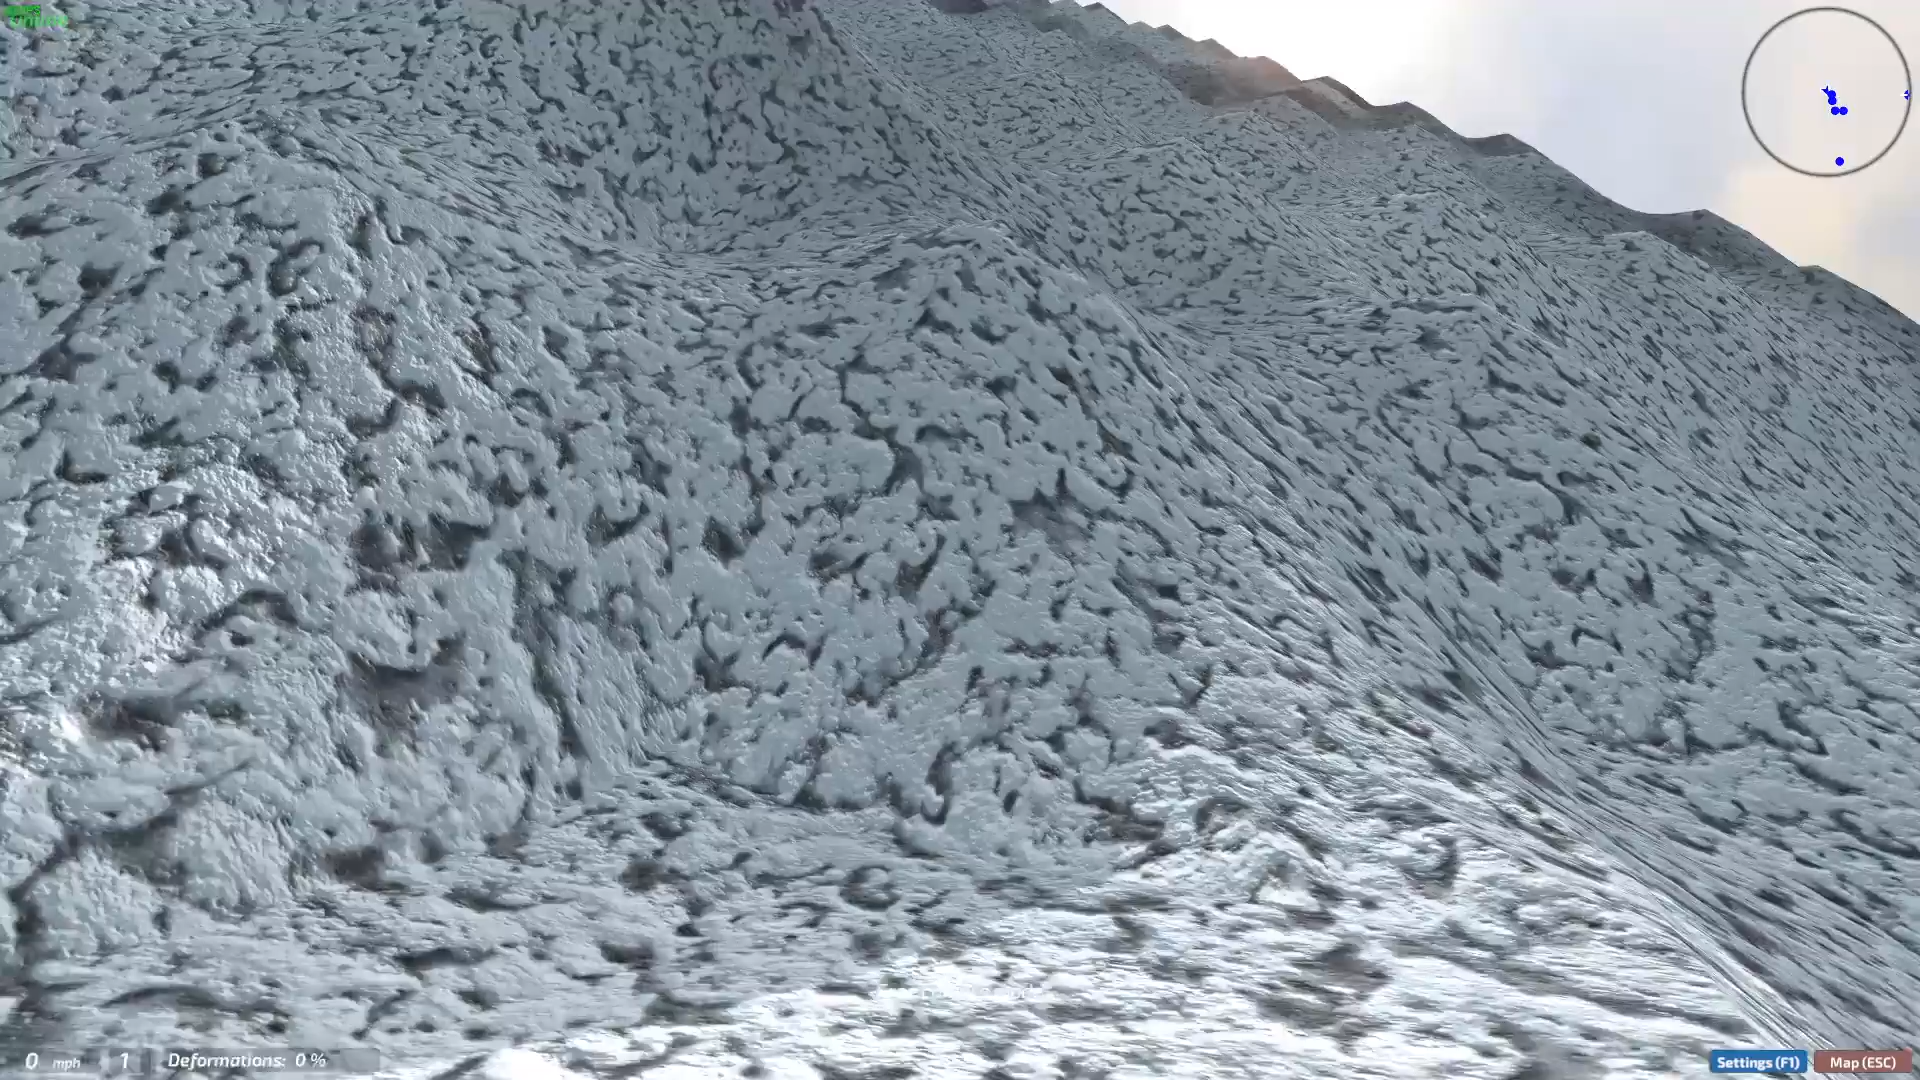 0 mph 1 Deformations: 0 %
Settings (F1) Map (ESC)